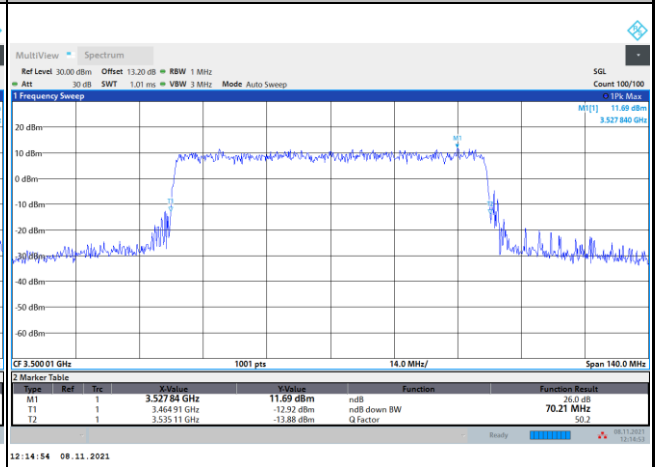 MultiView Spectrum
Ref Level 30.00 dBm Offset 13.20 dB RBW 1 MHz SGL
Att 30 dB SWT 1.01 ms VBW 3 MHz Mode Auto Sweep Count 100/100
1 Frequency Sweep 1Pk Max
M1[1] 11.69 dBm
3.527 840 GHz
20 dBm
M1
10 dBm
0 dBm
T1
-10 dBm
-20 dBm
-30 dBm
-40 dBm
-50 dBm
-60 dBm
CF 3.500 01 GHz 1001 pts 14.0 MHz/ Span 140.0 MHz
2 Marker Table
Type Ref Trc X-Value Y-Value Function Function Result
M1 1 3.527 84 GHz 11.69 dBm ndB 26.0 dB
T1 1 3.464 91 GHz -12.92 dBm ndB down BW 70.21 MHz
T2 1 3.535 11 GHz -13.88 dBm Q Factor 50.2
Ready 08.11.2021
12:14:53
12:14:54 08.11.2021